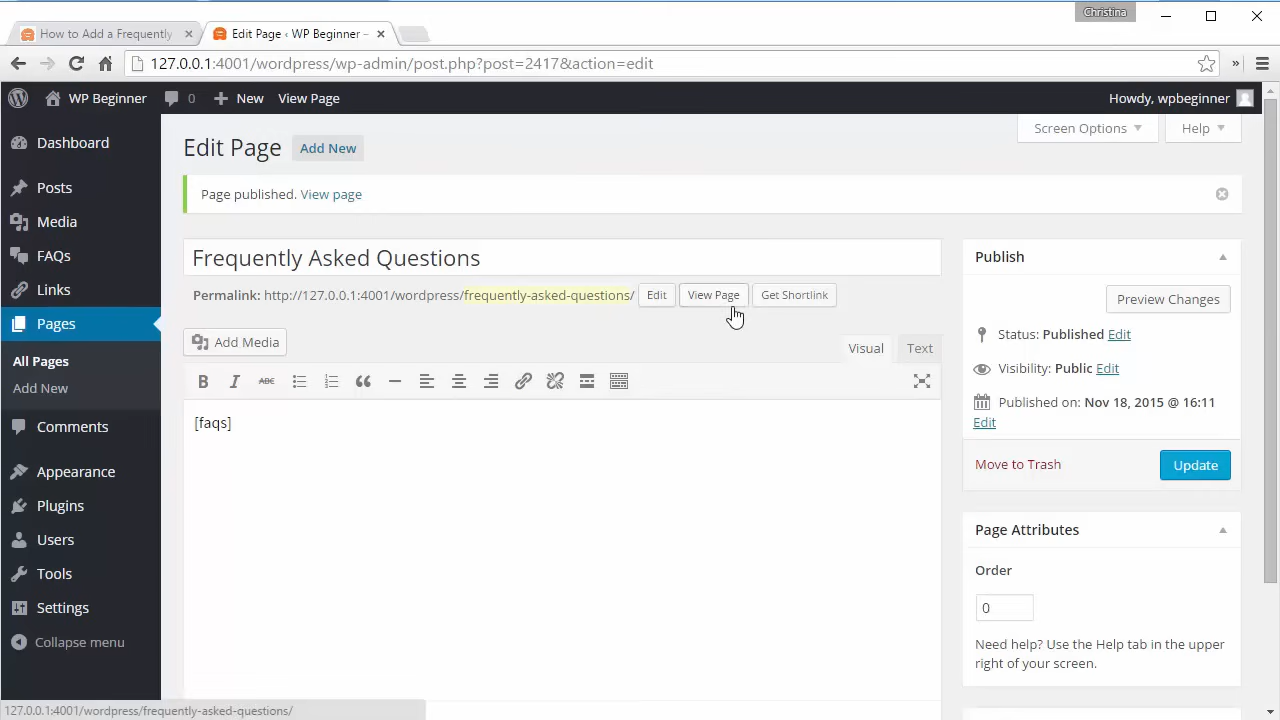 Christina
How to Add a Frequently
Edit Page ‹ WP Beginner –
127.0.0.1:4001/wordpress/wp-admin/post.php?post=2417&action=edit
WP Beginner 0 New View Page Howdy, wpbeginner
Dashboard
Posts
Media
FAQs
Links
Pages
All Pages
Add New
Comments
Appearance
Plugins
Users
Tools
Settings
Collapse menu
Screen Options Help
Edit Page Add New
Page published. View page
Frequently Asked Questions
Permalink: http://127.0.0.1:4001/wordpress/frequently-asked-questions/ Edit View Page Get Shortlink
Add Media
Visual Text
B I ABC
[faqs]
Publish
Preview Changes
Status: Published Edit
Visibility: Public Edit
Published on: Nov 18, 2015 @ 16:11
Edit
Move to Trash Update
Page Attributes
Order
0
Need help? Use the Help tab in the upper
right of your screen.
127.0.0.1:4001/wordpress/frequently-asked-questions/